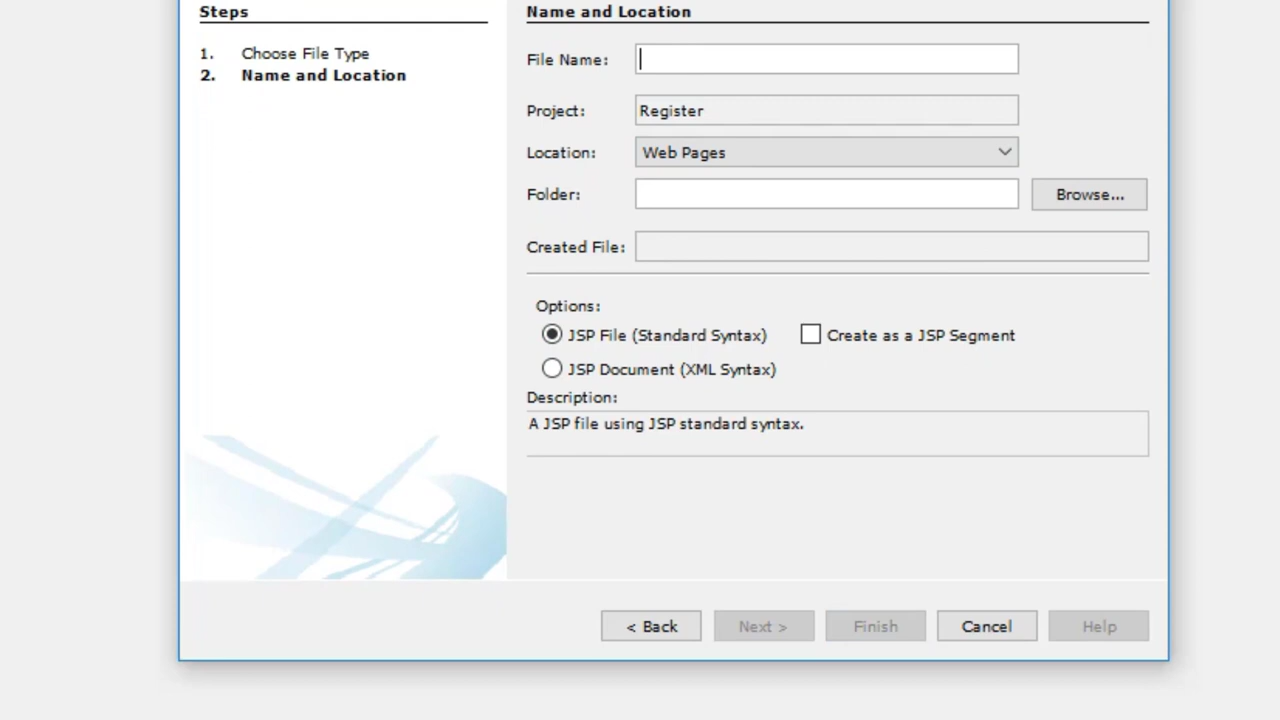 Steps
1. Choose File Type
2. Name and Location
Name and Location
File Name:
Project: Register
Location: Web Pages
Folder: Browse...
Created File:
Options:
JSP File (Standard Syntax) Create as a JSP Segment
JSP Document (XML Syntax)
Description:
A JSP file using JSP standard syntax.
< Back Next > Finish Cancel Help